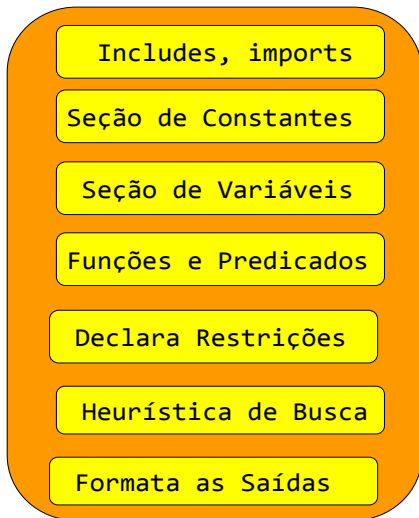 Includes, imports
Seção de Constantes
Seção de Variáveis
Funções e Predicados
Declara Restrições
Heurística de Busca
Formata as Saídas